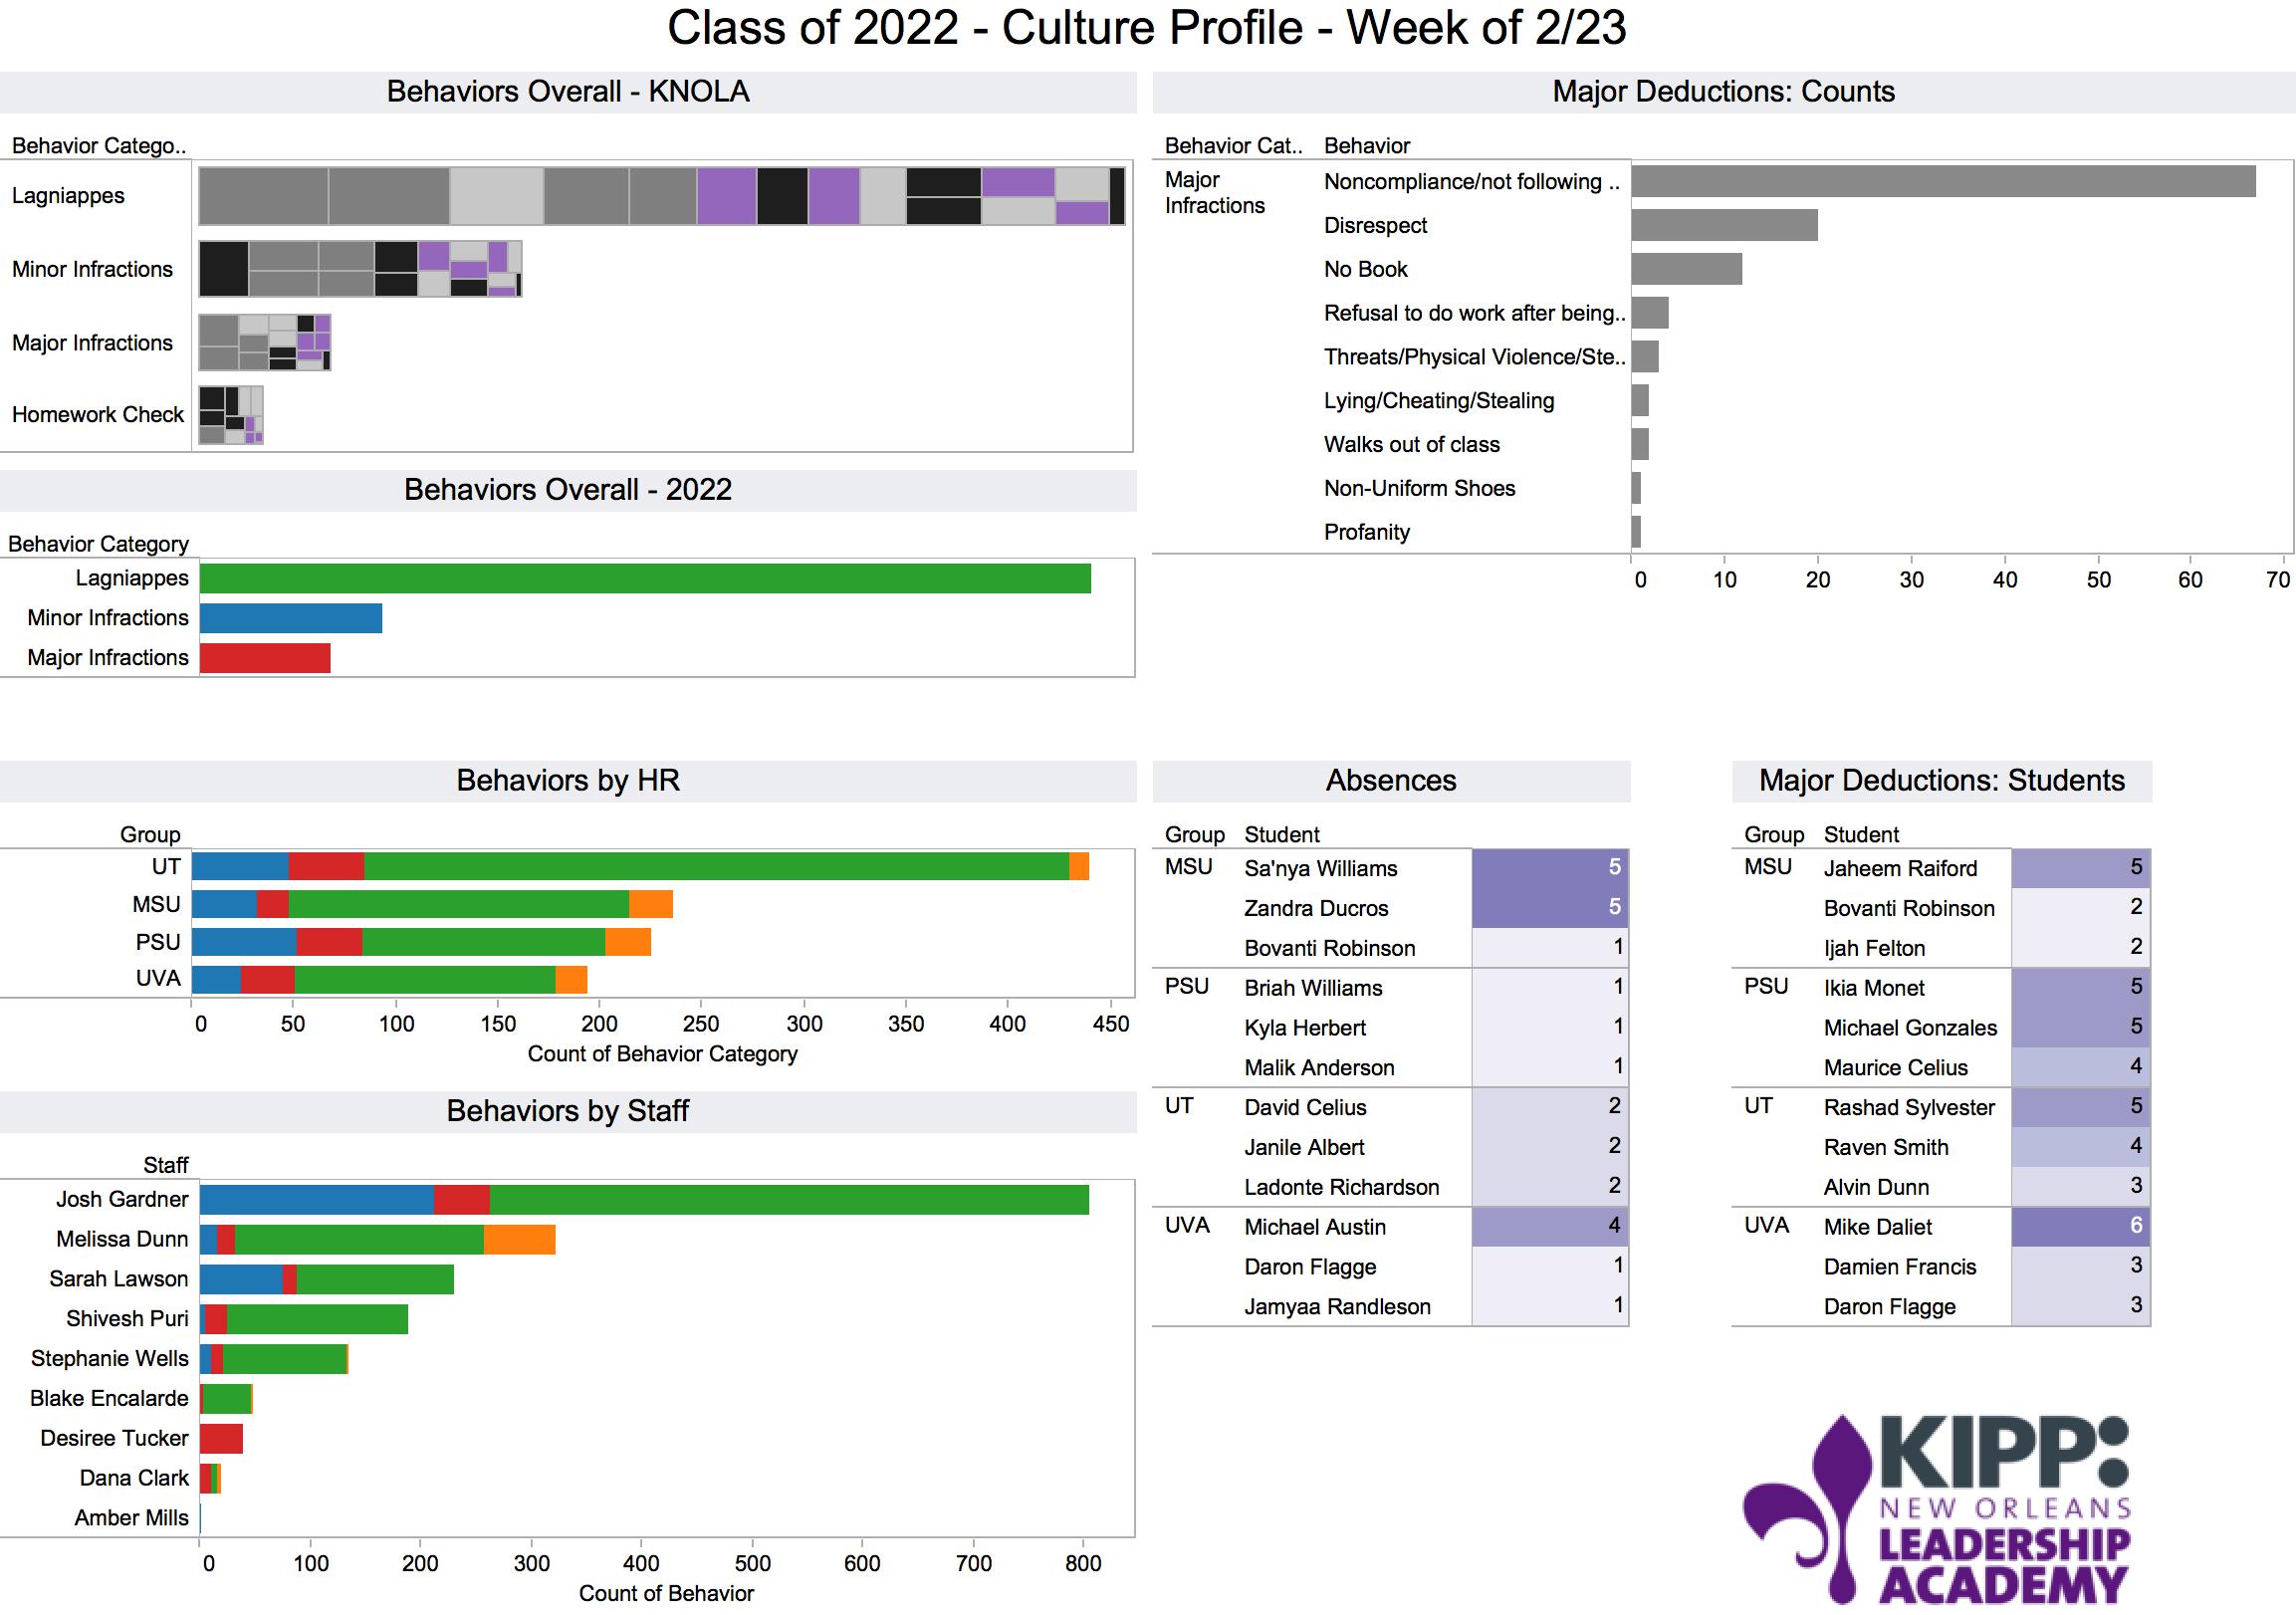 Class of 2022 - Culture Profile - Week of 2/23
Behaviors Overall - KNOLA
Behavior Catego..
Lagniappes
Minor Infractions
Major Infractions
Homework Check
Behaviors Overall - 2022
Behavior Category
Lagniappes
Minor Infractions
Major Infractions
Major Deductions: Counts
Behavior Cat.. Behavior
Major
Infractions
Noncompliance/not following ..
Disrespect
No Book
Refusal to do work after being..
Threats/Physical Violence/Ste..
Lying/Cheating/Stealing
Walks out of class
Non-Uniform Shoes
Profanity
0 10 20 30 40 50 60 70
Behaviors by HR
Group
UT
MSU
PSU
UVA
0 50 100 150 200 250 300 350 400 450
Count of Behavior Category
Behaviors by Staff
Staff
Josh Gardner
Melissa Dunn
Sarah Lawson
Shivesh Puri
Stephanie Wells
Blake Encalarde
Desiree Tucker
Dana Clark
Amber Mills
0 100 200 300 400 500 600 700 800
Count of Behavior
Absences
Group Student
MSU Sa'nya Williams 5
Zandra Ducros 5
Bovanti Robinson 1
PSU Briah Williams 1
Kyla Herbert 1
Malik Anderson 1
UT David Celius 2
Janile Albert 2
Ladonte Richardson 2
UVA Michael Austin 4
Daron Flagge 1
Jamyaa Randleson 1
Major Deductions: Students
Group Student
MSU Jaheem Raiford 5
Bovanti Robinson 2
Ijah Felton 2
PSU Ikia Monet 5
Michael Gonzales 5
Maurice Celius 4
UT Rashad Sylvester 5
Raven Smith 4
Alvin Dunn 3
UVA Mike Daliet 6
Damien Francis 3
Daron Flagge 3
KIPP:
NEW ORLEANS
LEADERSHIP
ACADEMY